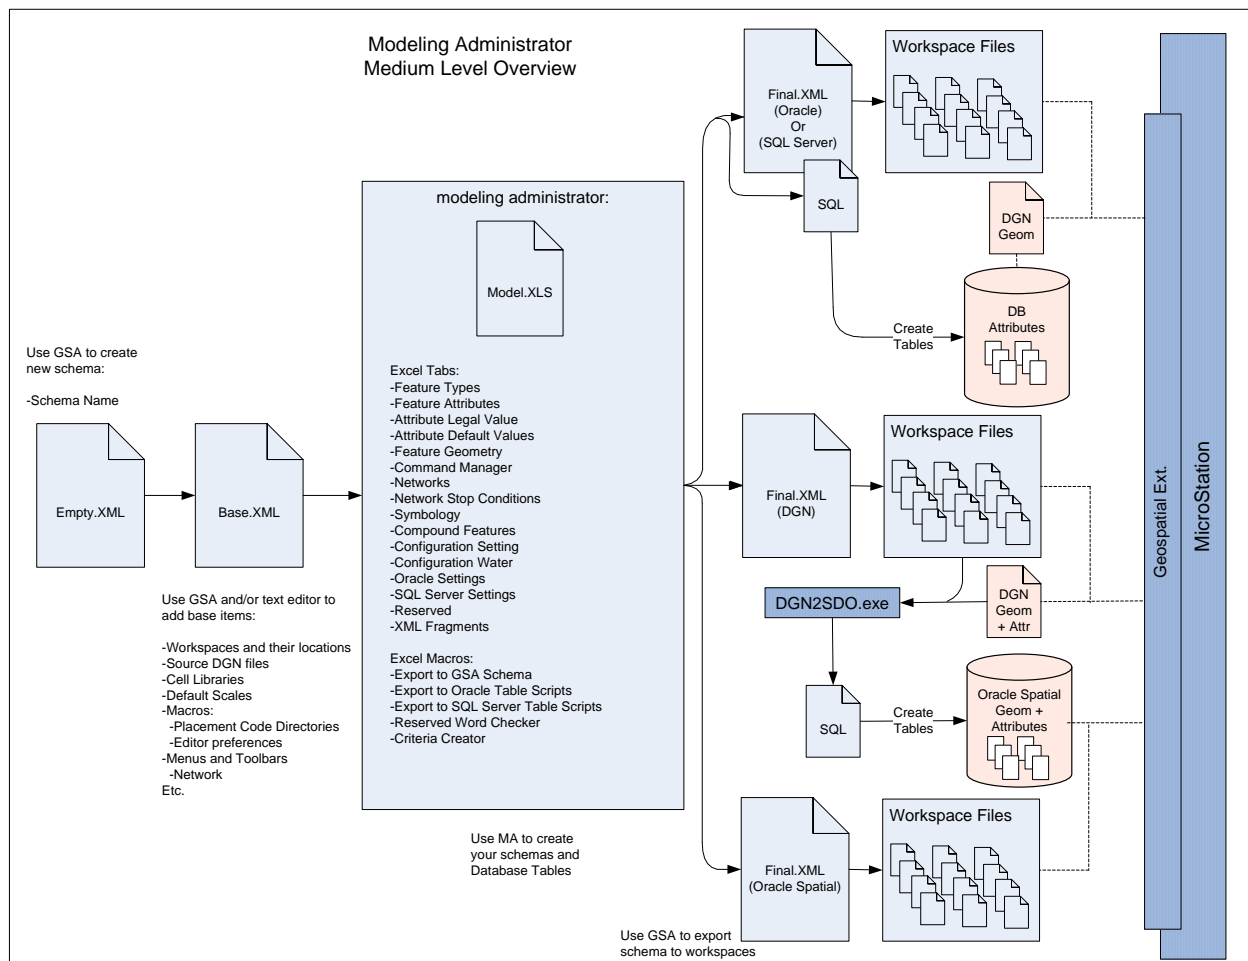 Modeling Administrator
Medium Level Overview
Use GSA to create
new schema:
-Schema Name
Empty.XML
Base.XML
Use GSA and/or text editor to
add base items:
-Workspaces and their locations
-Source DGN files
-Cell Libraries
-Default Scales
-Macros:
-Placement Code Directories
-Editor preferences
-Menus and Toolbars
-Network
Etc.
modeling administrator:
Model.XLS
Excel Tabs:
-Feature Types
-Feature Attributes
-Attribute Legal Value
-Attribute Default Values
-Feature Geometry
-Command Manager
-Networks
-Network Stop Conditions
-Symbology
-Compound Features
-Configuration Setting
-Configuration Water
-Oracle Settings
-SQL Server Settings
-Reserved
-XML Fragments
Excel Macros:
-Export to GSA Schema
-Export to Oracle Table Scripts
-Export to SQL Server Table Scripts
-Reserved Word Checker
-Criteria Creator
Use MA to create
your schemas and
Database Tables
Final.XML
(Oracle)
Or
(SQL Server)
Workspace Files
SQL
DGN
Geom
Create
Tables
DB
Attributes
Final.XML
(DGN)
Workspace Files
DGN2SDO.exe
DGN
Geom
+ Attr
SQL
Create
Tables
Oracle Spatial
Geom +
Attributes
Final.XML
(Oracle Spatial)
Workspace Files
Use GSA to export
schema to workspaces
Geospatial Ext.
MicroStation